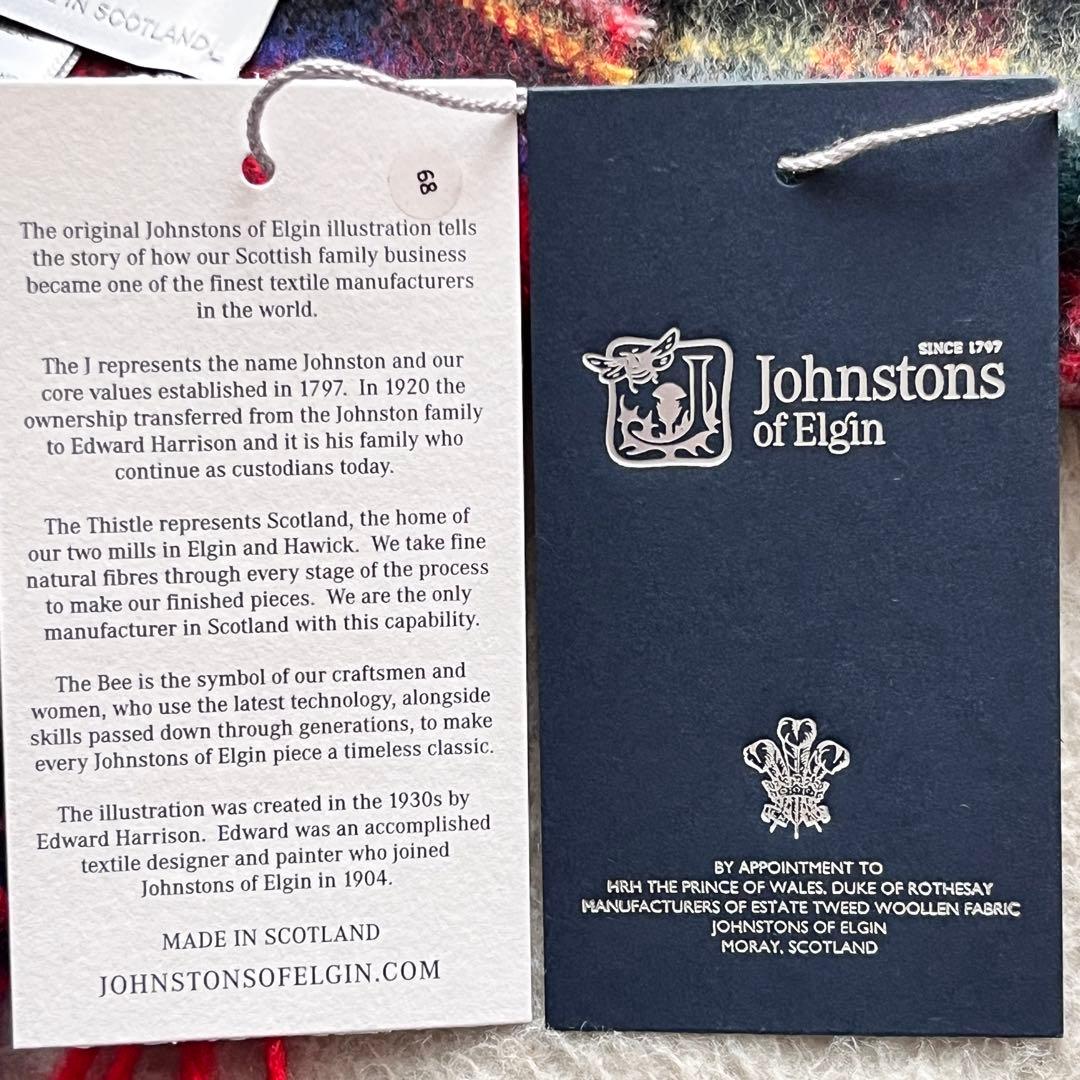 IN SCOTLAND
68
The original Johnstons of Elgin illustration tells
the story of how our Scottish family business
became one of the finest textile manufacturers
in the world.
The J represents the name Johnston and our
core values established in 1797. In 1920 the
ownership transferred from the Johnston family
to Edward Harrison and it is his family who
continue as custodians today.
The Thistle represents Scotland, the home of
our two mills in Elgin and Hawick. We take fine
natural fibres through every stage of the process
to make our finished pieces. We are the only
manufacturer in Scotland with this capability.
The Bee is the symbol of our craftsmen and
women, who use the latest technology, alongside
skills passed down through generations, to make
every Johnstons of Elgin piece a timeless classic.
The illustration was created in the 1930s by
Edward Harrison. Edward was an accomplished
textile designer and painter who joined
Johnstons of Elgin in 1904.
MADE IN SCOTLAND
JOHNSTONSOFELGIN.COM
SINCE 1797
J
Johnstons
of Elgin
BY APPOINTMENT TO
HRH THE PRINCE OF WALES, DUKE OF ROTHESAY
MANUFACTURERS OF ESTATE TWEED WOOLLEN FABRIC
JOHNSTONS OF ELGIN
MORAY, SCOTLAND